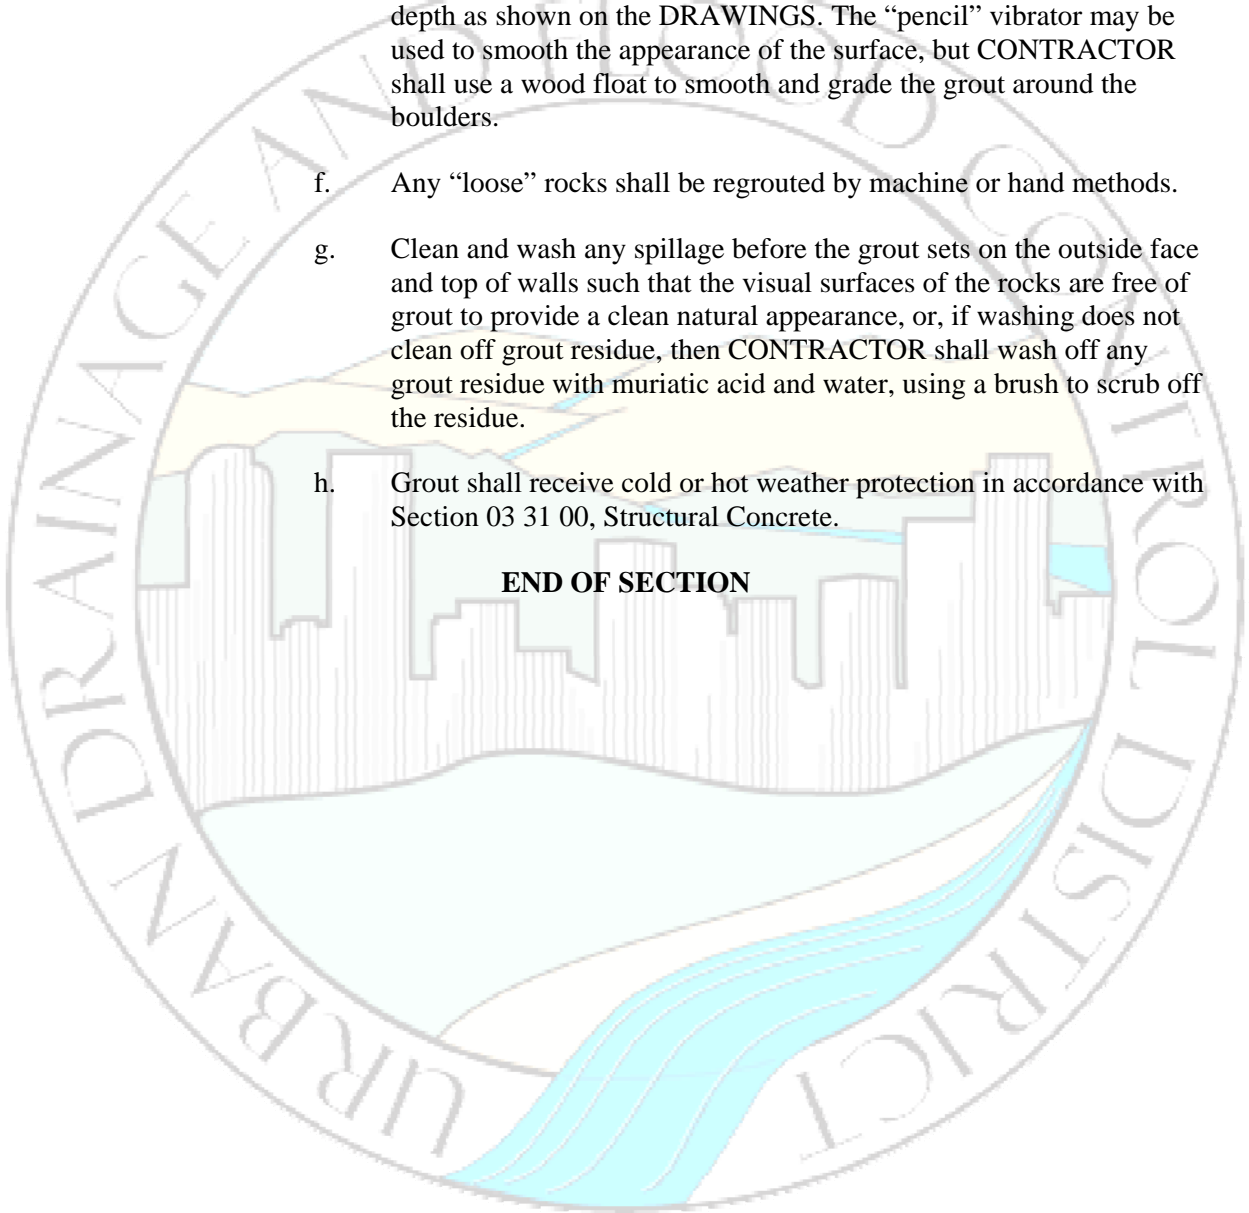 depth as shown on the DRAWINGS. The “pencil” vibrator may be
used to smooth the appearance of the surface, but CONTRACTOR
shall use a wood float to smooth and grade the grout around the
boulders.
f. Any “loose” rocks shall be regrouted by machine or hand methods.
g. Clean and wash any spillage before the grout sets on the outside face
and top of walls such that the visual surfaces of the rocks are free of
grout to provide a clean natural appearance, or, if washing does not
clean off grout residue, then CONTRACTOR shall wash off any
grout residue with muriatic acid and water, using a brush to scrub off
the residue.
h. Grout shall receive cold or hot weather protection in accordance with
Section 03 31 00, Structural Concrete.
END OF SECTION
URBAN DRAINAGE AND FLOOD CONTROL DISTRICT